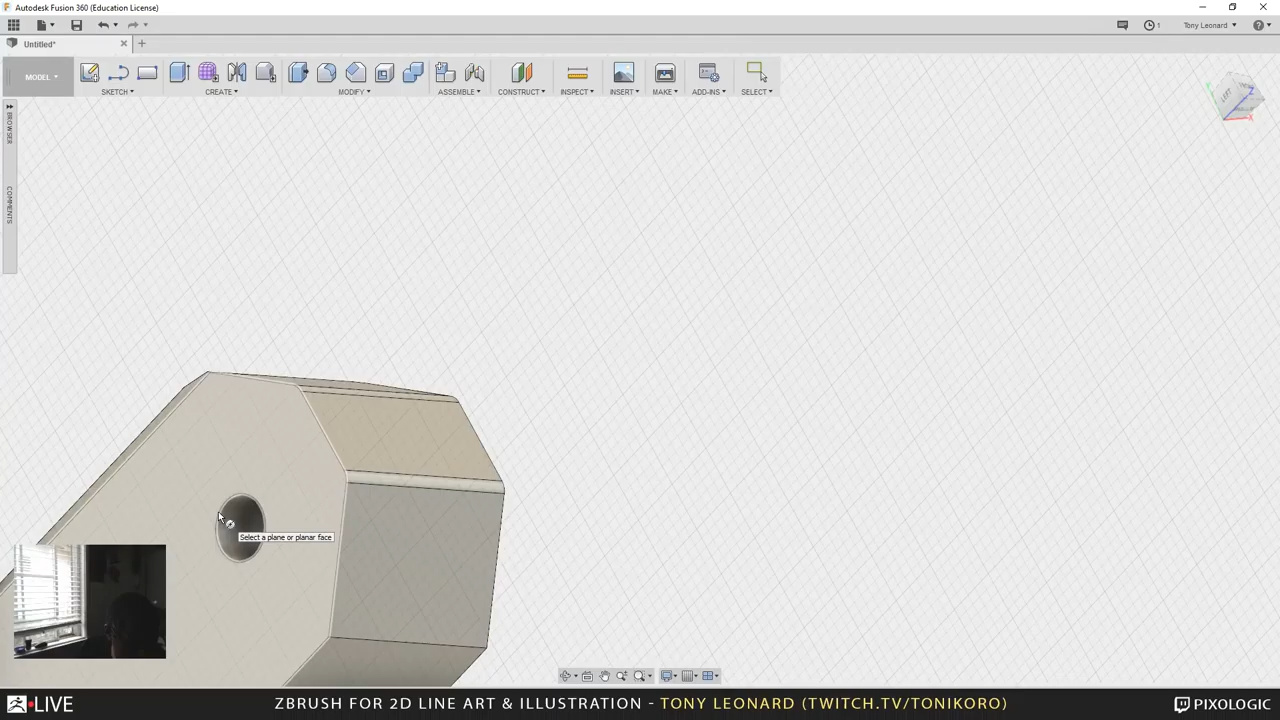 Autodesk Fusion 360 (Education License)
1
Tony Leonard
Untitled*
MODEL
SKETCH
CREATE
MODIFY
ASSEMBLE
CONSTRUCT
INSPECT
INSERT
MAKE
ADD-INS
SELECT
BROWSER
COMMENTS
LEFT
Z
X
Select a plane or planar face
LIVE
ZBRUSH FOR 2D LINE ART & ILLUSTRATION - TONY LEONARD (TWITCH.TV/TONIKORO)
PIXOLOGIC